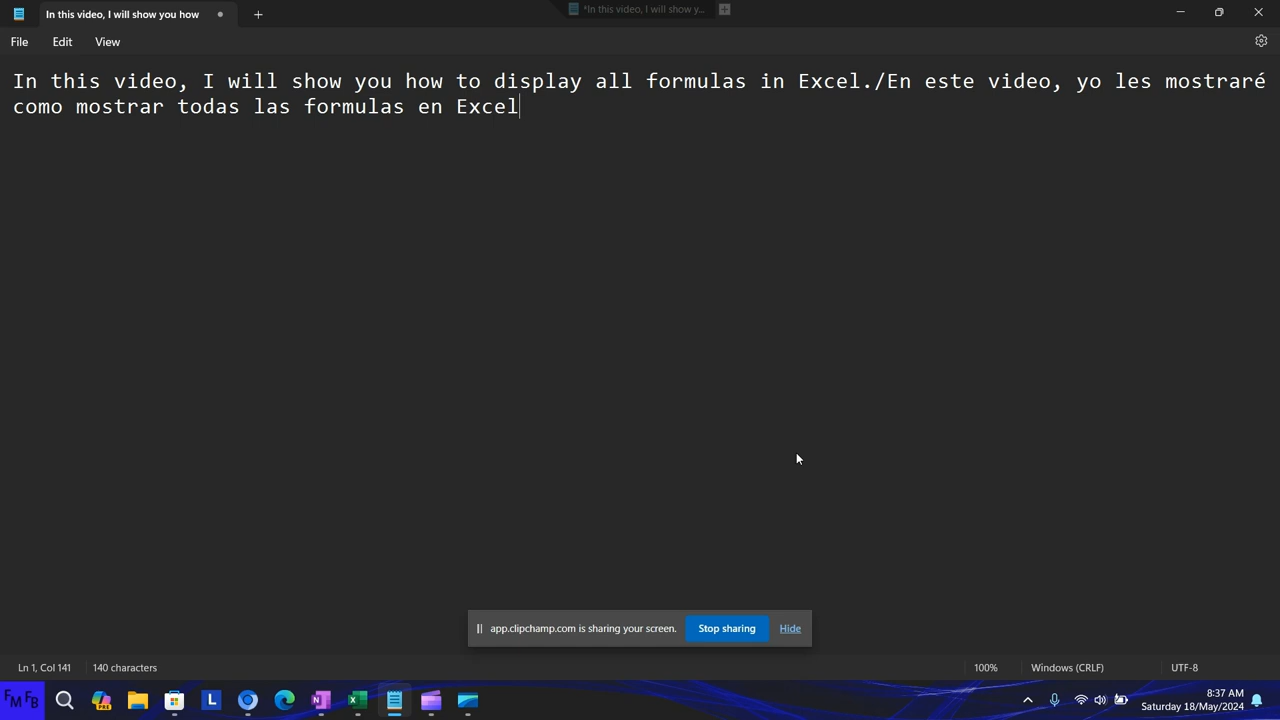 In this video, I will show you how
*In this video, I will show y...
File Edit View
In this video, I will show you how to display all formulas in Excel./En este video, yo les mostraré
como mostrar todas las formulas en Excel
app.clipchamp.com is sharing your screen. Stop sharing Hide
Ln 1, Col 141 140 characters 100% Windows (CRLF) UTF-8
FM FB PRE L N X 8:37 AM
Saturday 18/May/2024